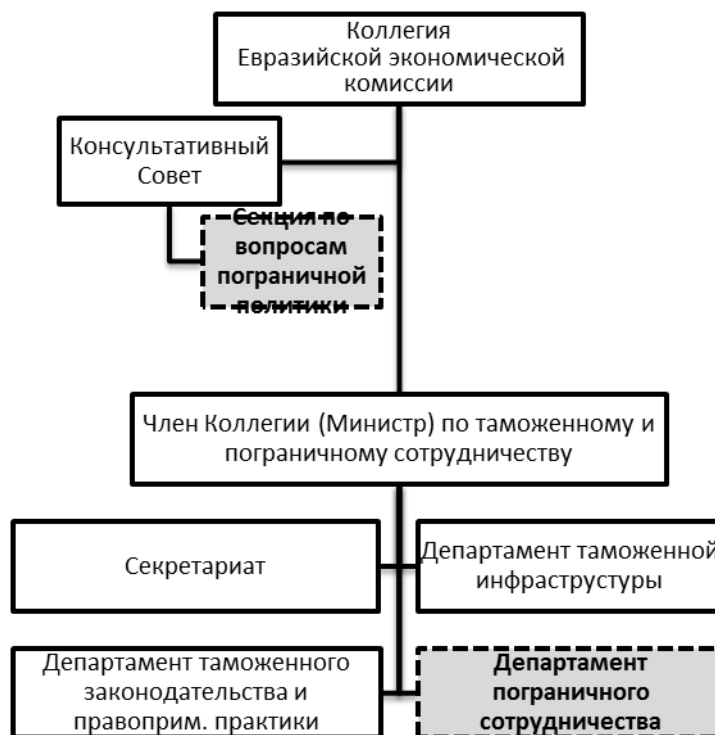 Коллегия
Евразийской экономической
комиссии
Консультативный
Совет
Секция по
вопросам
пограничной
политики
Член Коллегии (Министр) по таможенному и
пограничному сотрудничеству
Секретариат
Департамент таможенной
инфраструстуры
Департамент таможенного
законодательства и
правоприм. практики
Департамент
пограничного
сотрудничества